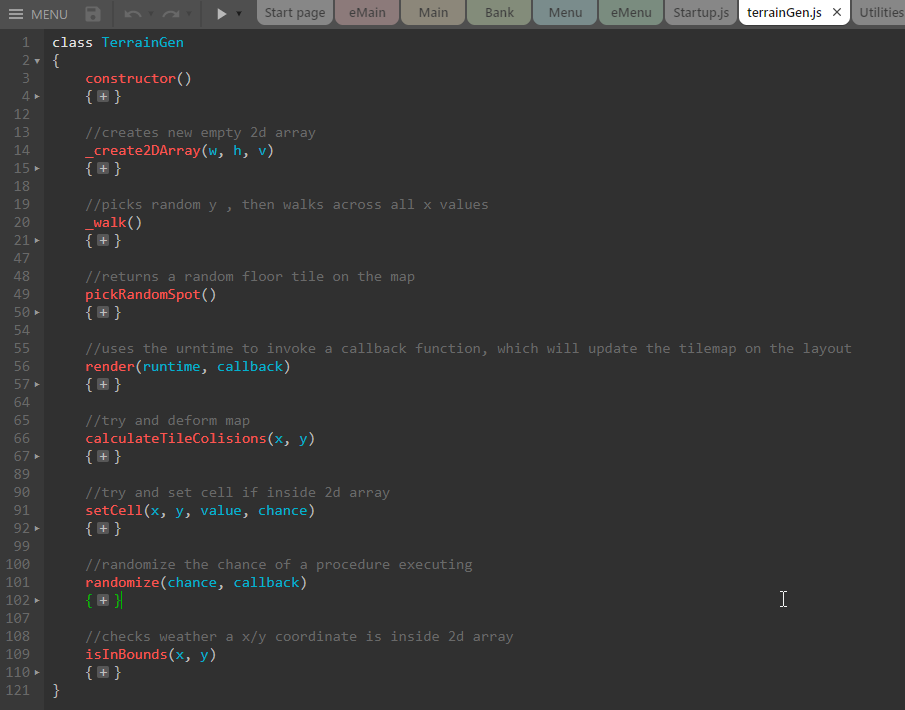 MENU Start page eMain Main Bank Menu eMenu Startup.js terrainGen.js × Utilities
1 class TerrainGen
2 {
3 constructor()
4 { + }
12
13 //creates new empty 2d array
14 _create2DArray(w, h, v)
15 { + }
18
19 //picks random y , then walks across all x values
20 _walk()
21 { + }
47
48 //returns a random floor tile on the map
49 pickRandomSpot()
50 { + }
54
55 //uses the urntime to invoke a callback function, which will update the tilemap on the layout
56 render(runtime, callback)
57 { + }
64
65 //try and deform map
66 calculateTileColisions(x, y)
67 { + }
89
90 //try and set cell if inside 2d array
91 setCell(x, y, value, chance)
92 { + }
99
100 //randomize the chance of a procedure executing
101 randomize(chance, callback)
102 { + }
107
108 //checks weather a x/y coordinate is inside 2d array
109 isInBounds(x, y)
110 { + }
121 }